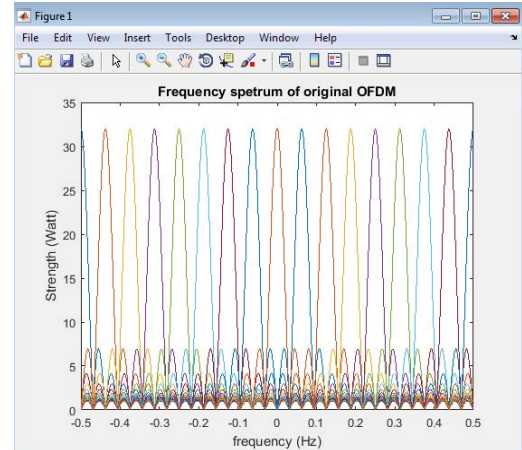 Figure 1
File Edit View Insert Tools Desktop Window Help
Frequency spetrum of original OFDM
35
30
25
20
15
10
5
0
Strength (Watt)
-0.5 -0.4 -0.3 -0.2 -0.1 0 0.1 0.2 0.3 0.4 0.5
frequency (Hz)